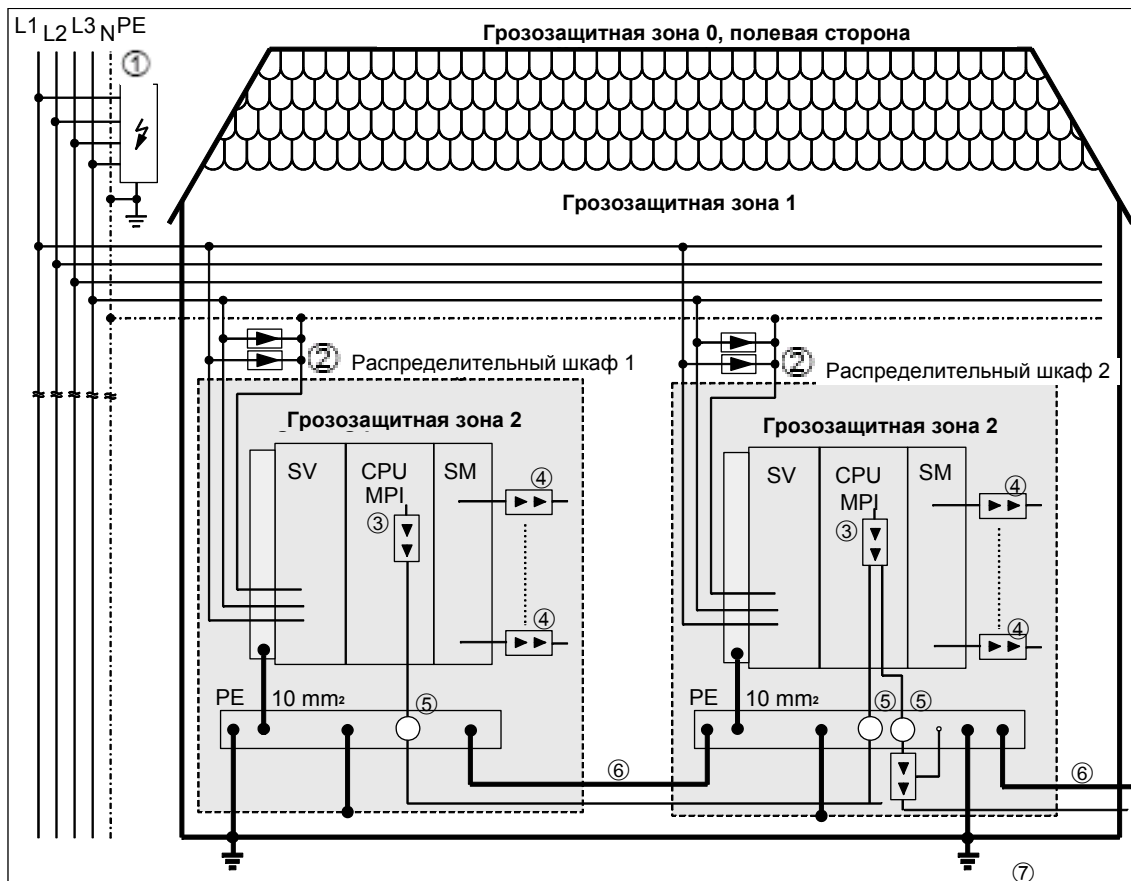 L1 L2 L3 N PE
Грозозащитная зона 0, полевая сторона
①
Грозозащитная зона 1
② Распределительный шкаф 1
② Распределительный шкаф 2
Грозозащитная зона 2
Грозозащитная зона 2
SV CPU MPI SM
③
④
④
SV CPU MPI SM
③
④
④
PE 10 mm²
⑤
PE 10 mm²
⑤ ⑤
⑥
⑥
⑦